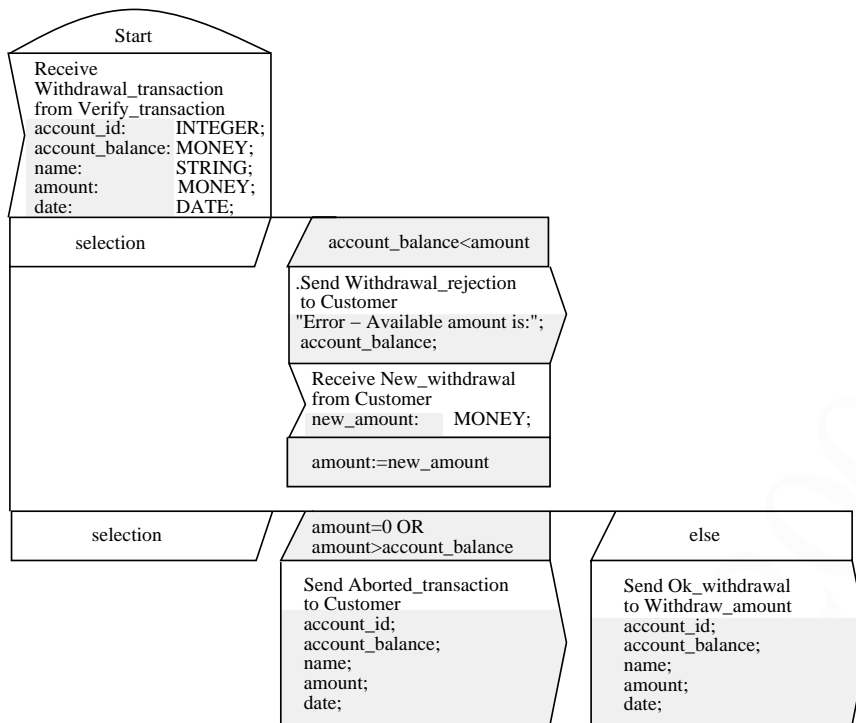 Start
Receive
Withdrawal_transaction
from Verify_transaction
account_id: INTEGER;
account_balance: MONEY;
name: STRING;
amount: MONEY;
date: DATE;
selection
account_balance<amount
.Send Withdrawal_rejection
to Customer
"Error – Available amount is:";
account_balance;
Receive New_withdrawal
from Customer
new_amount: MONEY;
amount:=new_amount
selection
amount=0 OR
amount>account_balance
else
Send Aborted_transaction
to Customer
account_id;
account_balance;
name;
amount;
date;
Send Ok_withdrawal
to Withdraw_amount
account_id;
account_balance;
name;
amount;
date;